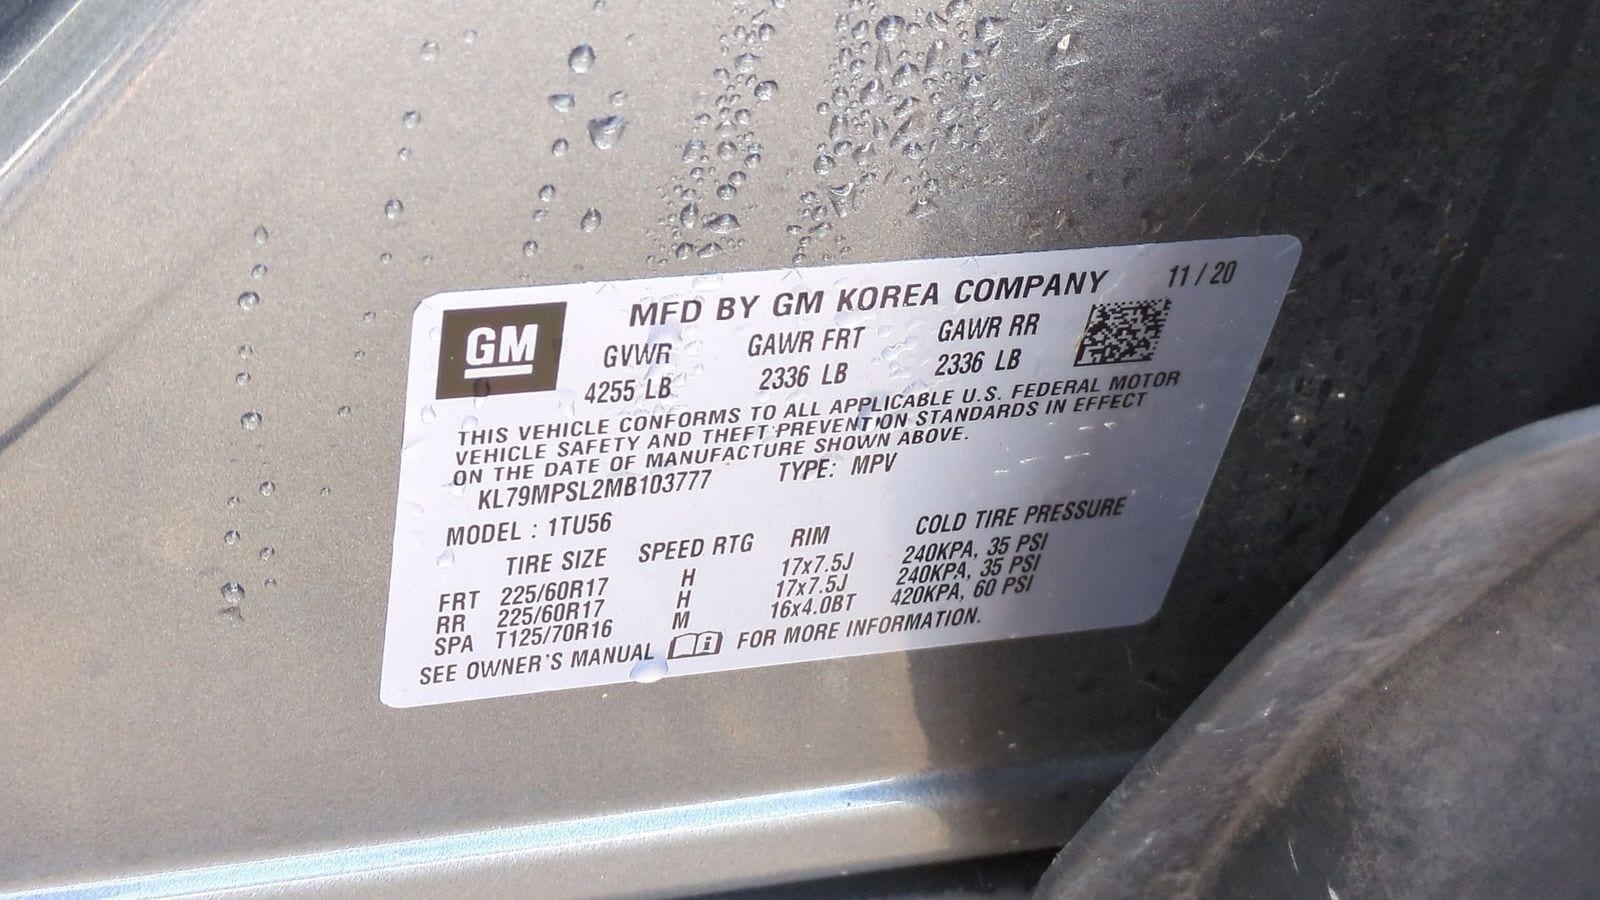 MFD BY GM KOREA COMPANY 11 / 20
GM
GVWR GAWR FRT GAWR RR
4255 LB 2336 LB 2336 LB
THIS VEHICLE CONFORMS TO ALL APPLICABLE U.S. FEDERAL MOTOR
VEHICLE SAFETY AND THEFT PREVENTION STANDARDS IN EFFECT
ON THE DATE OF MANUFACTURE SHOWN ABOVE.
KL79MPSL2MB103777 TYPE: MPV
MODEL : 1TU56
TIRE SIZE SPEED RTG RIM COLD TIRE PRESSURE
FRT 225/60R17 H 17x7.5J 240KPA, 35 PSI
RR 225/60R17 H 17x7.5J 240KPA, 35 PSI
SPA T125/70R16 M 16x4.0BT 420KPA, 60 PSI
SEE OWNER'S MANUAL i FOR MORE INFORMATION.